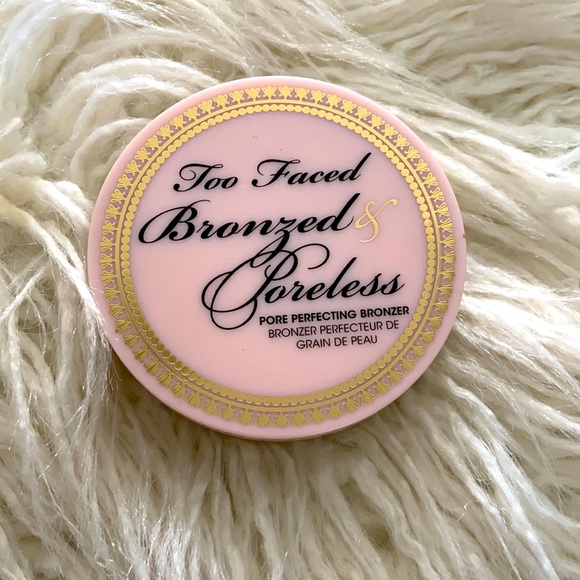 Too Faced
Bronzed &
Poreless
PORE PERFECTING BRONZER
BRONZER PERFECTEUR DE
GRAIN DE PEAU